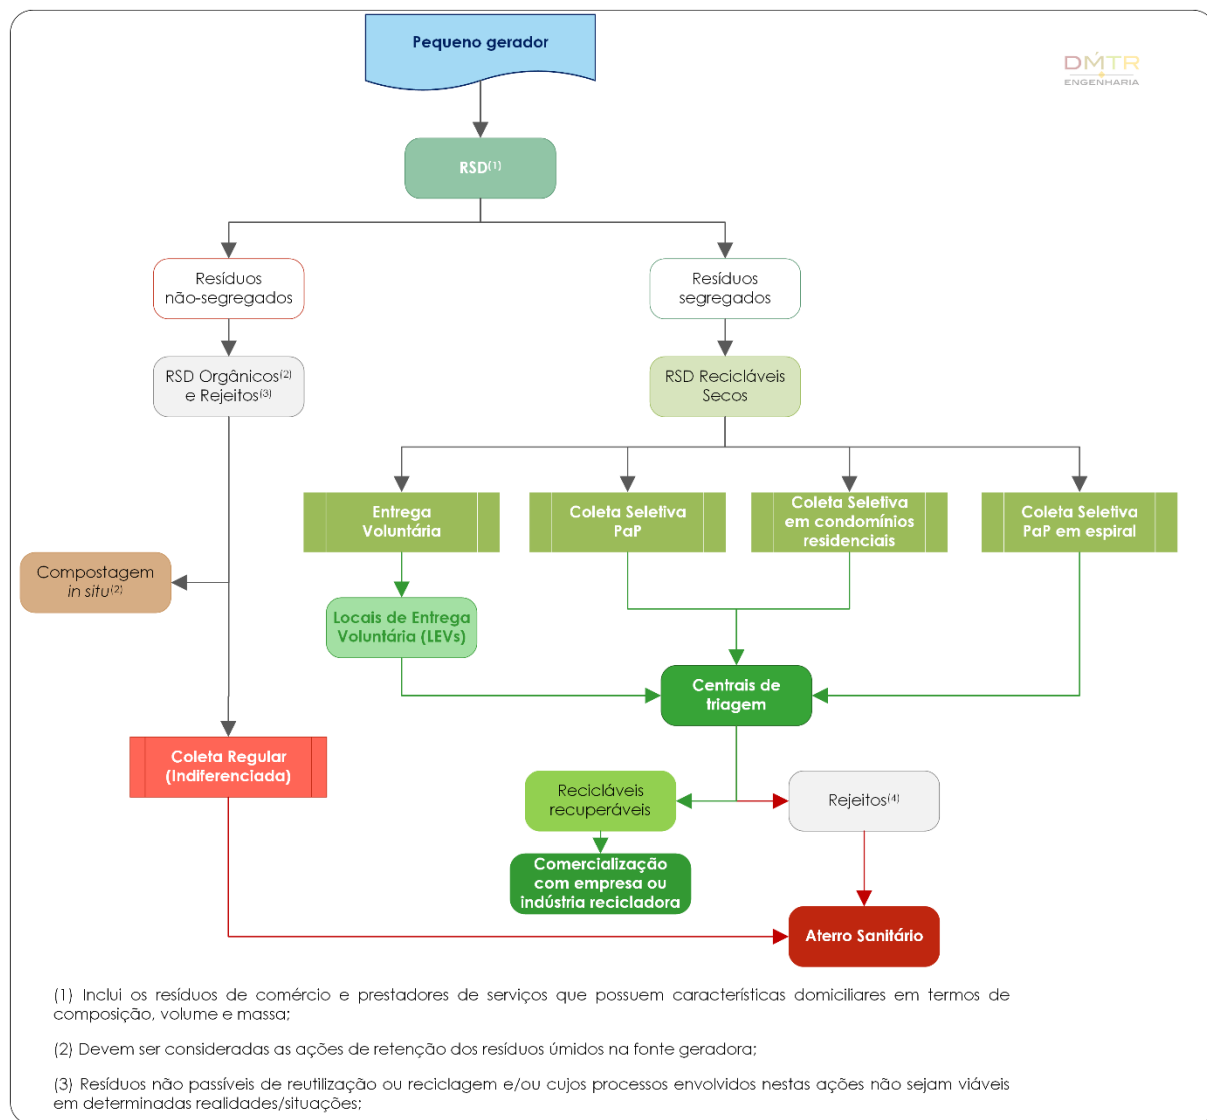 Pequeno gerador
DMTR
ENGENHARIA
RSD(1)
Resíduos
não-segregados
Resíduos
segregados
RSD Orgânicos(2)
e Rejeitos(3)
RSD Recicláveis
Secos
Entrega
Voluntária
Coleta Seletiva
PaP
Coleta Seletiva
em condomínios
residenciais
Coleta Seletiva
PaP em espiral
Compostagem
in situ(2)
Locais de Entrega
Voluntária (LEVs)
Centrais de
triagem
Coleta Regular
(Indiferenciada)
Recicláveis
recuperáveis
Rejeitos(4)
Comercialização
com empresa ou
indústria recicladora
Aterro Sanitário
(1) Inclui os resíduos de comércio e prestadores de serviços que possuem características domiciliares em termos de
composição, volume e massa;
(2) Devem ser consideradas as ações de retenção dos resíduos úmidos na fonte geradora;
(3) Resíduos não passíveis de reutilização ou reciclagem e/ou cujos processos envolvidos nestas ações não sejam viáveis
em determinadas realidades/situações;